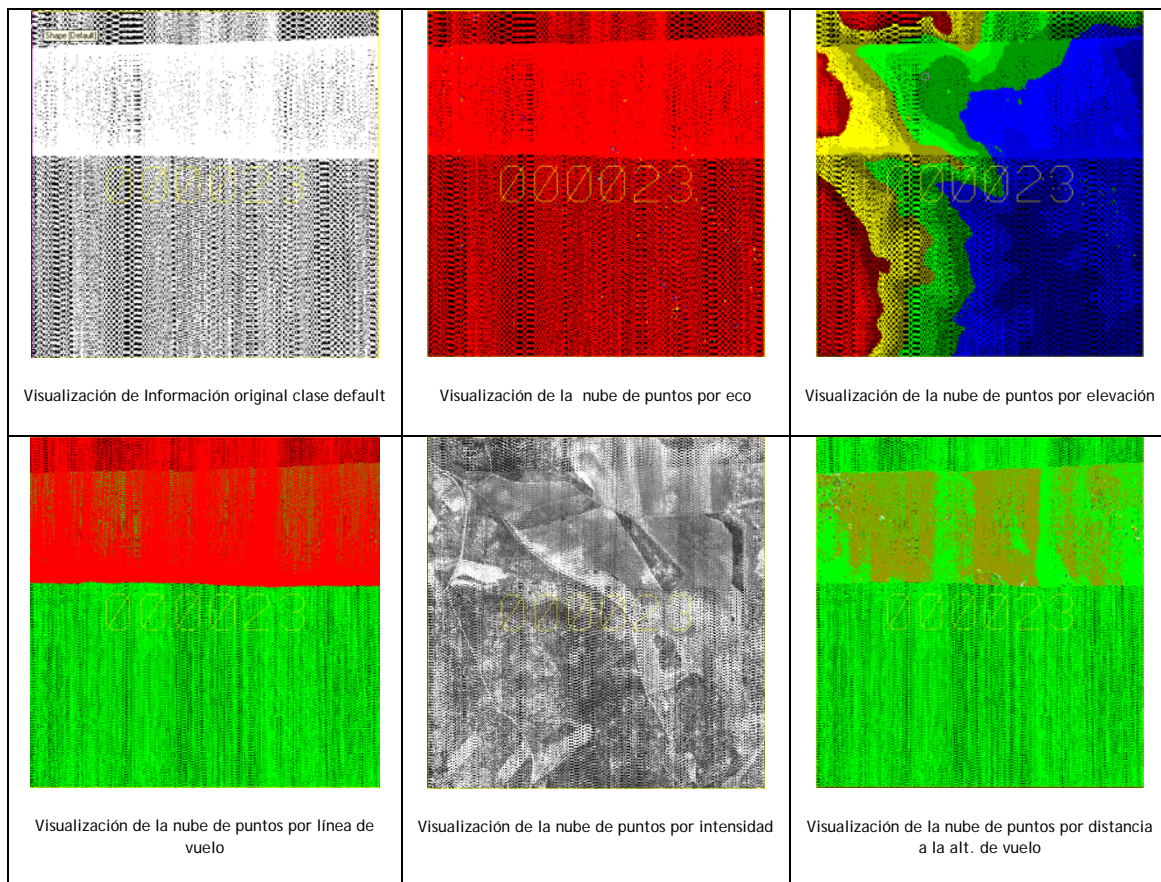 Shape [Default]
000023
000023
000023
Visualización de Información original clase default
Visualización de la nube de puntos por eco
Visualización de la nube de puntos por elevación
000023
000023
000023
Visualización de la nube de puntos por línea de
vuelo
Visualización de la nube de puntos por intensidad
Visualización de la nube de puntos por distancia
a la alt. de vuelo